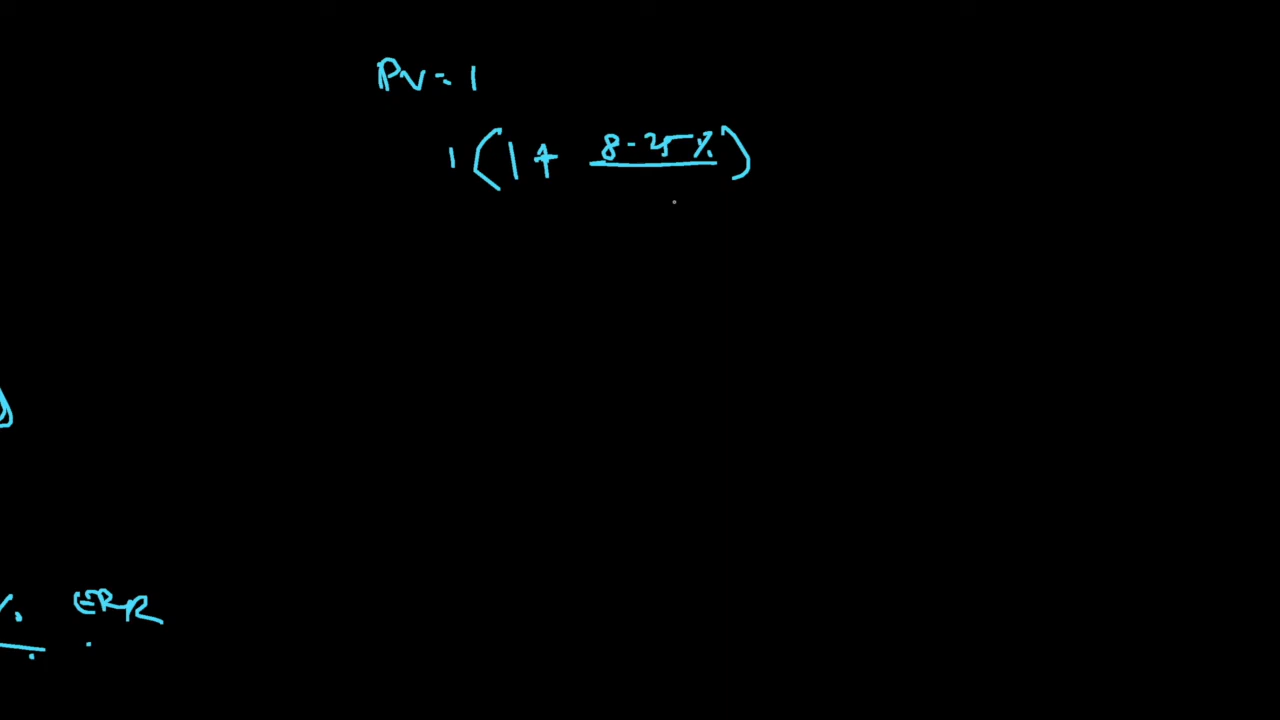 PV = 1
1 ( 1 + 8-25% )
% ERR